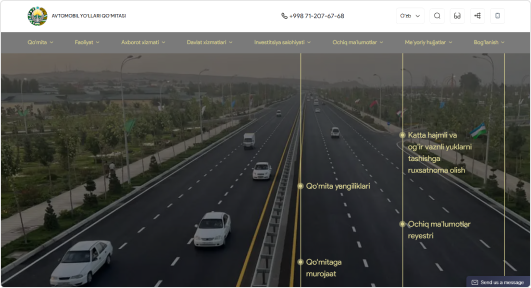 AVTOMOBIL YO'LLARI QO'MITASI
+998 71-207-67-68
O'zb
Qo'mita
Faoliyat
Axborot xizmati
Davlat xizmatlari
Investitsiya salohiyati
Ochiq ma'lumotlar
Me'yoriy hujjatlar
Bog'lanish
Katta hajmli va
og'ir vaznli yuklarni
tashishga
ruxsatnoma olish
Qo'mita yangiliklari
Ochiq ma'lumotlar
reyestri
Qo'mitaga
murojaat
Send us a message